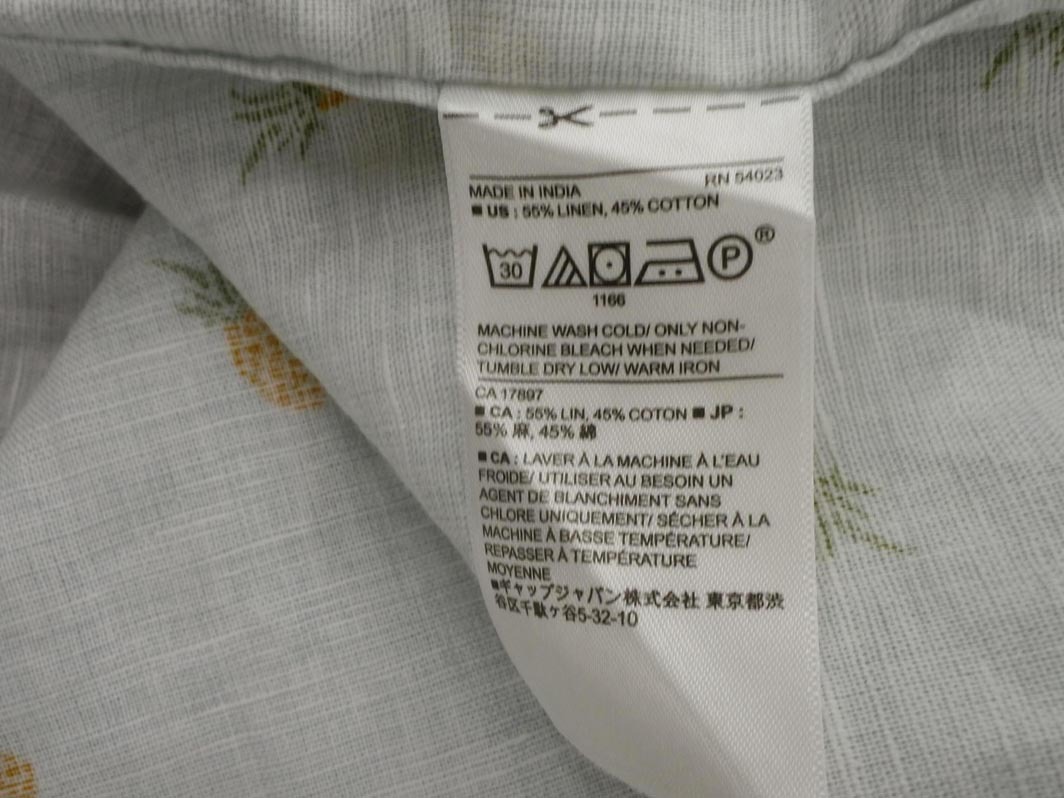 RN 54023
MADE IN INDIA
■ US : 55% LINEN, 45% COTTON
30
P®
1166
MACHINE WASH COLD/ ONLY NON-
CHLORINE BLEACH WHEN NEEDED/
TUMBLE DRY LOW/ WARM IRON
CA 17897
■ CA : 55% LIN, 45% COTON ■ JP :
55% 麻, 45% 綿
■ CA : LAVER À LA MACHINE À L'EAU
FROIDE/ UTILISER AU BESOIN UN
AGENT DE BLANCHIMENT SANS
CHLORE UNIQUEMENT/ SÉCHER À LA
MACHINE À BASSE TEMPÉRATURE/
REPASSER À TEMPÉRATURE
MOYENNE
■ギャップジャパン株式会社 東京都渋
谷区千駄ヶ谷5-32-10